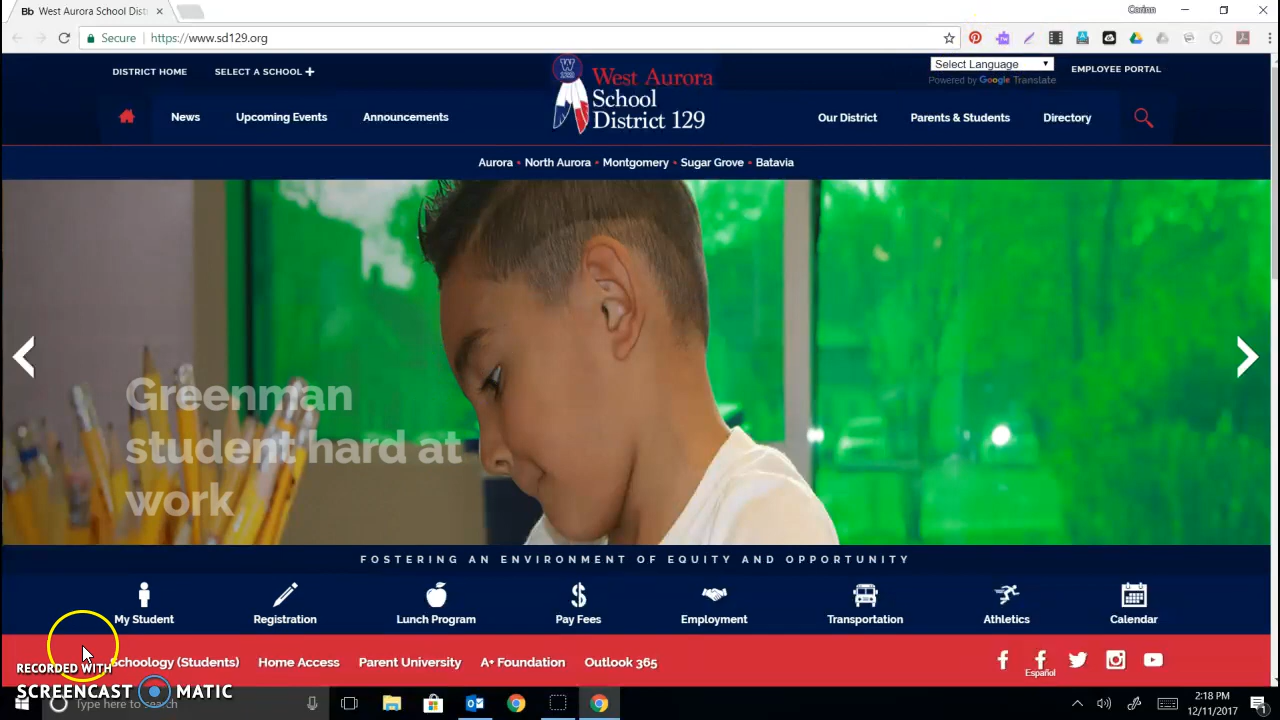 Bb West Aurora School Dist
Corien
Secure | https://www.sd129.org
DISTRICT HOME SELECT A SCHOOL +
Select Language
Powered by Google Translate
EMPLOYEE PORTAL
W
West Aurora
School
District 129
News Upcoming Events Announcements
Our District Parents & Students Directory
Aurora • North Aurora • Montgomery • Sugar Grove • Batavia
Greenman
student hard at
work
FOSTERING AN ENVIRONMENT OF EQUITY AND OPPORTUNITY
My Student Registration Lunch Program Pay Fees Employment Transportation Athletics Calendar
Schoology (Students) Home Access Parent University A+ Foundation Outlook 365
Español
RECORDED WITH
SCREENCAST MATIC
Type here to search
2:18 PM
12/11/2017